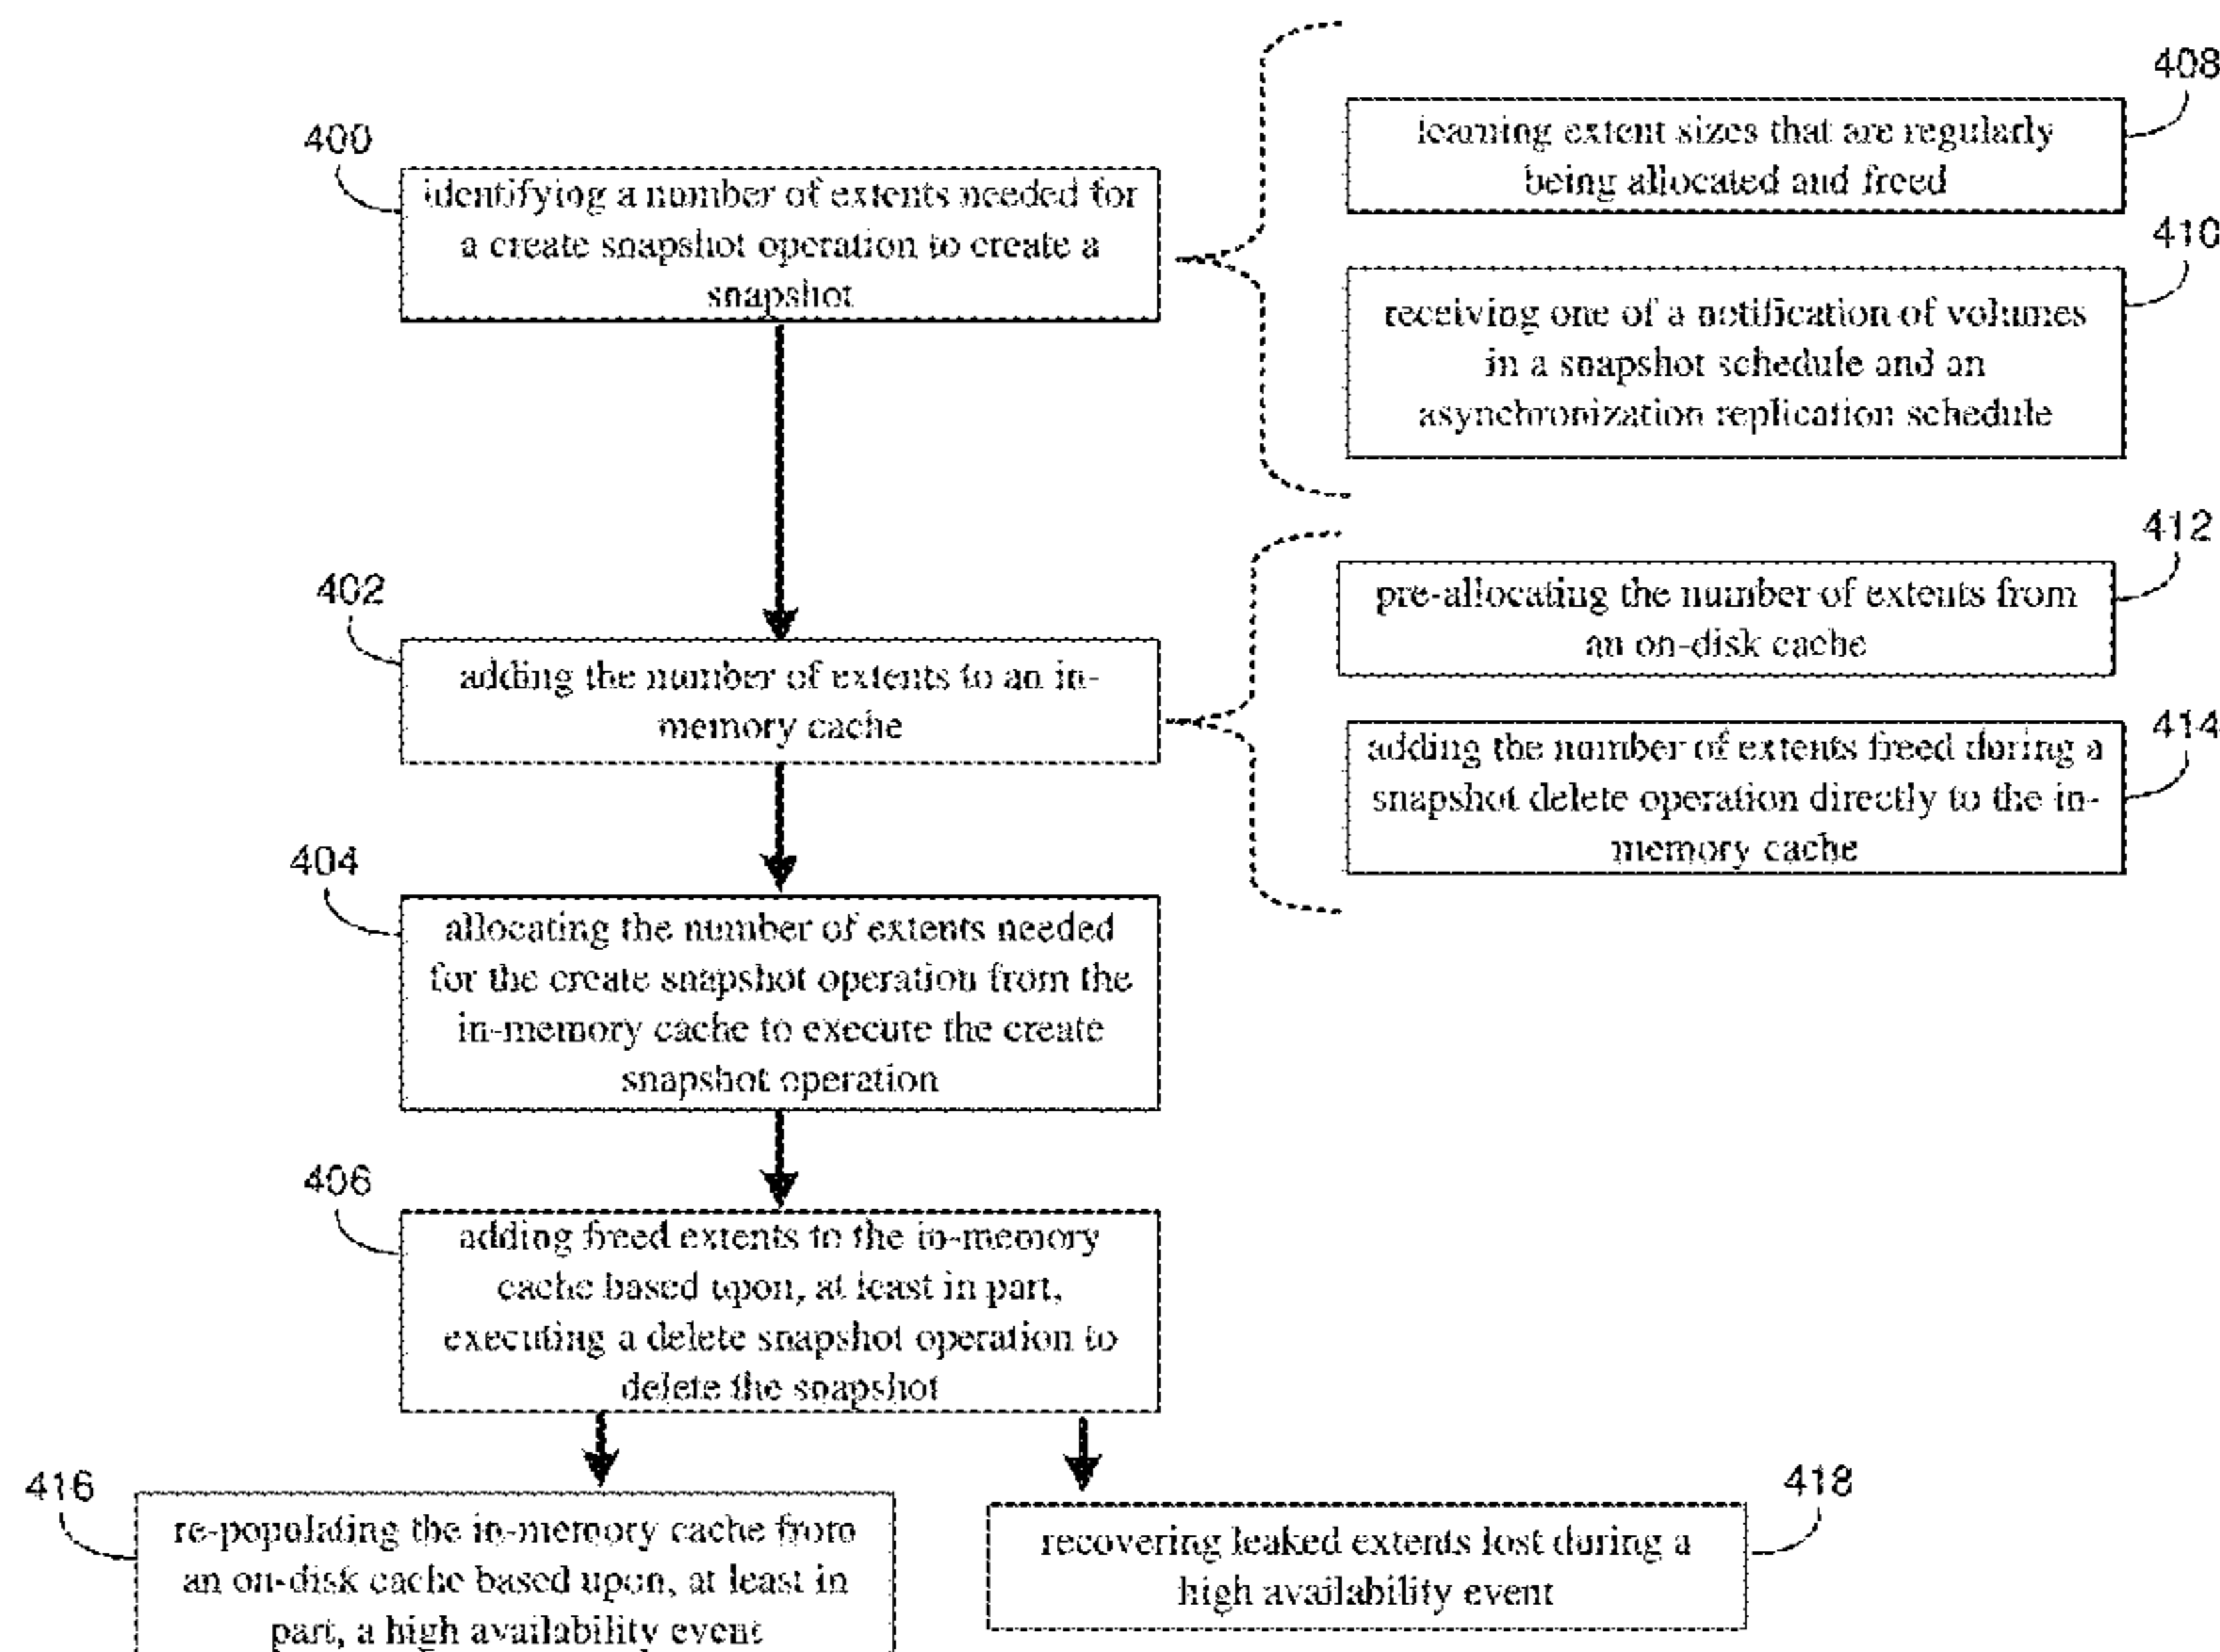 400
identifying a number of extents needed for
a create snapshot operation to create a
snapshot
408
learning extent sizes that are regularly
being allocated and freed
410
receiving one of a notification of volumes
in a snapshot schedule and an
asynchronization replication schedule
402
adding the number of extents to an in-
memory cache
412
pre-allocating the number of extents from
an on-disk cache
414
adding the number of extents freed during a
snapshot delete operation directly to the in-
memory cache
404
allocating the number of extents needed
for the create snapshot operation from the
in-memory cache to execute the create
snapshot operation
406
adding freed extents to the in-memory
cache based upon, at least in part,
executing a delete snapshot operation to
delete the snapshot
416
re-populating the in-memory cache from
an on-disk cache based upon, at least in
part, a high availability event
418
recovering leaked extents lost during a
high availability event